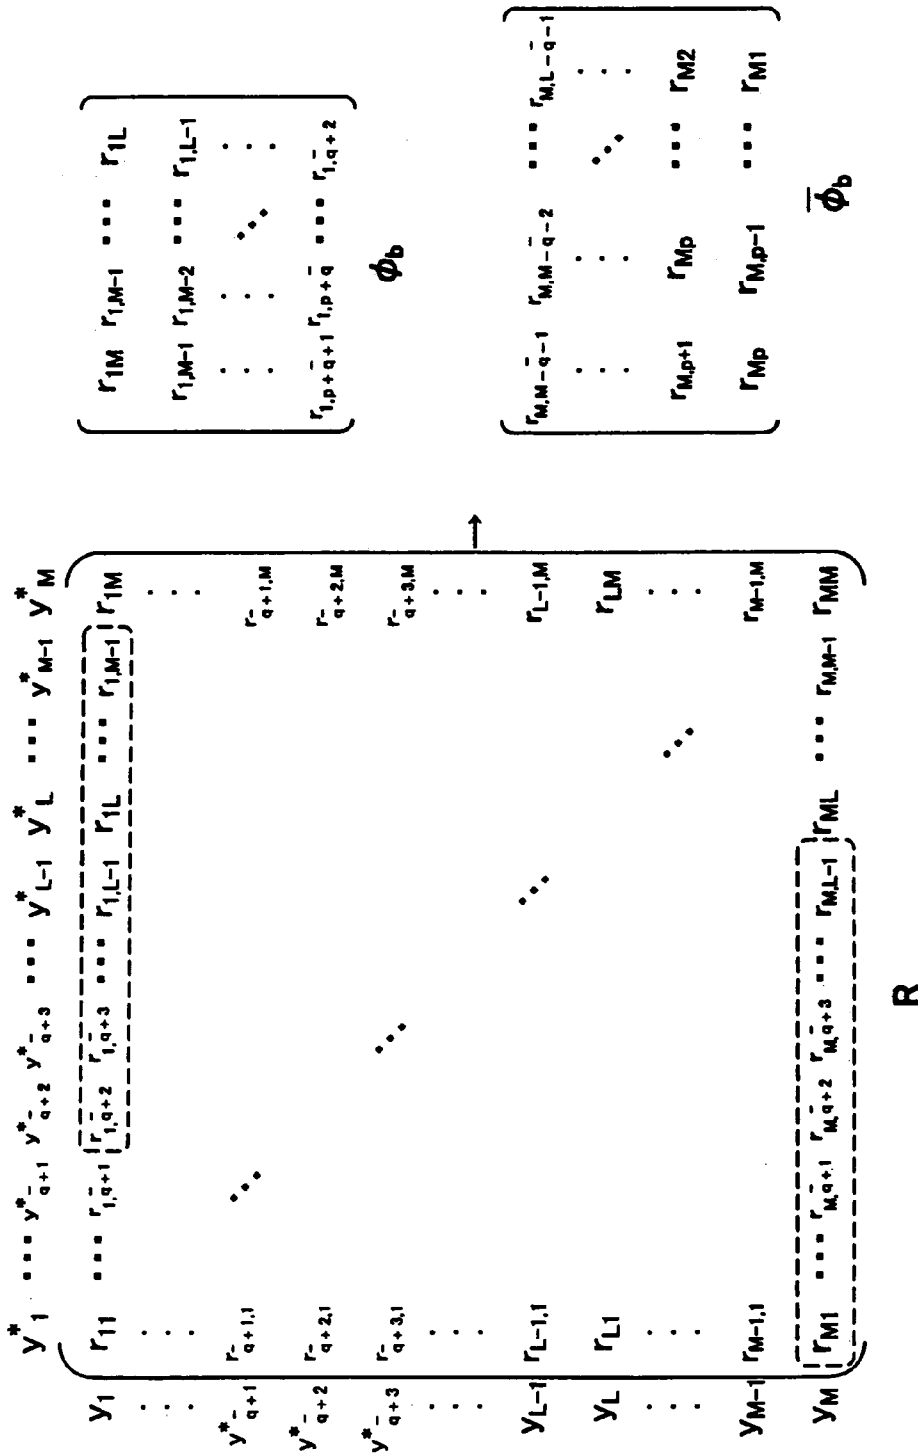 y*1 ▪▪▪ y*q̄+1 y*q̄+2 y*q̄+3 ▪▪▪ y*L-1 y*L ▪▪▪ y*M-1 y*M
y1 r11 ▪▪▪ r1,q̄+1 r1,q̄+2 r1,q̄+3 ▪▪▪ r1,L-1 r1L ▪▪▪ r1,M-1 r1M
y*q̄+1 rq̄+1,1 rq̄+1,M
y*q̄+2 rq̄+2,1 rq̄+2,M
y*q̄+3 rq̄+3,1 rq̄+3,M
yL-1 rL-1,1 rL-1,M
yL rL1 rLM
yM-1 rM-1,1 rM-1,M
yM rM1 ▪▪▪ rM,q̄+1 rM,q̄+2 rM,q̄+3 ▪▪▪ rM,L-1 rML ▪▪▪ rM,M-1 rMM
R
→
r1M r1,M-1 ▪▪▪ r1L
r1,M-1 r1,M-2 ▪▪▪ r1,L-1
r1,p+q̄+1 r1,p+q̄ ▪▪▪ r1,q̄+2
ϕb
rM,M-q̄-1 rM,M-q̄-2 ▪▪▪ rM,L-q̄-1
rM,p+1 rMp ▪▪▪ rM2
rMp rM,p-1 ▪▪▪ rM1
ϕ̄b